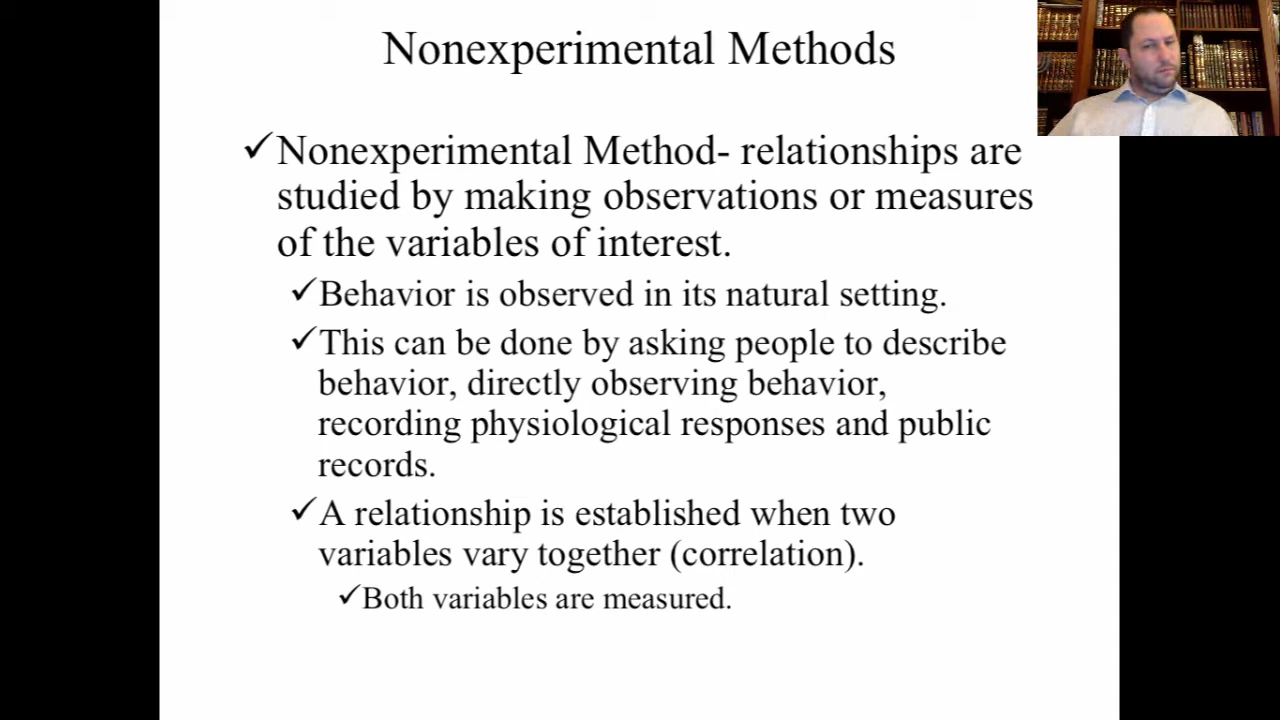 Nonexperimental Methods
✓Nonexperimental Method- relationships are
studied by making observations or measures
of the variables of interest.
✓Behavior is observed in its natural setting.
✓This can be done by asking people to describe
behavior, directly observing behavior,
recording physiological responses and public
records.
✓A relationship is established when two
variables vary together (correlation).
✓Both variables are measured.